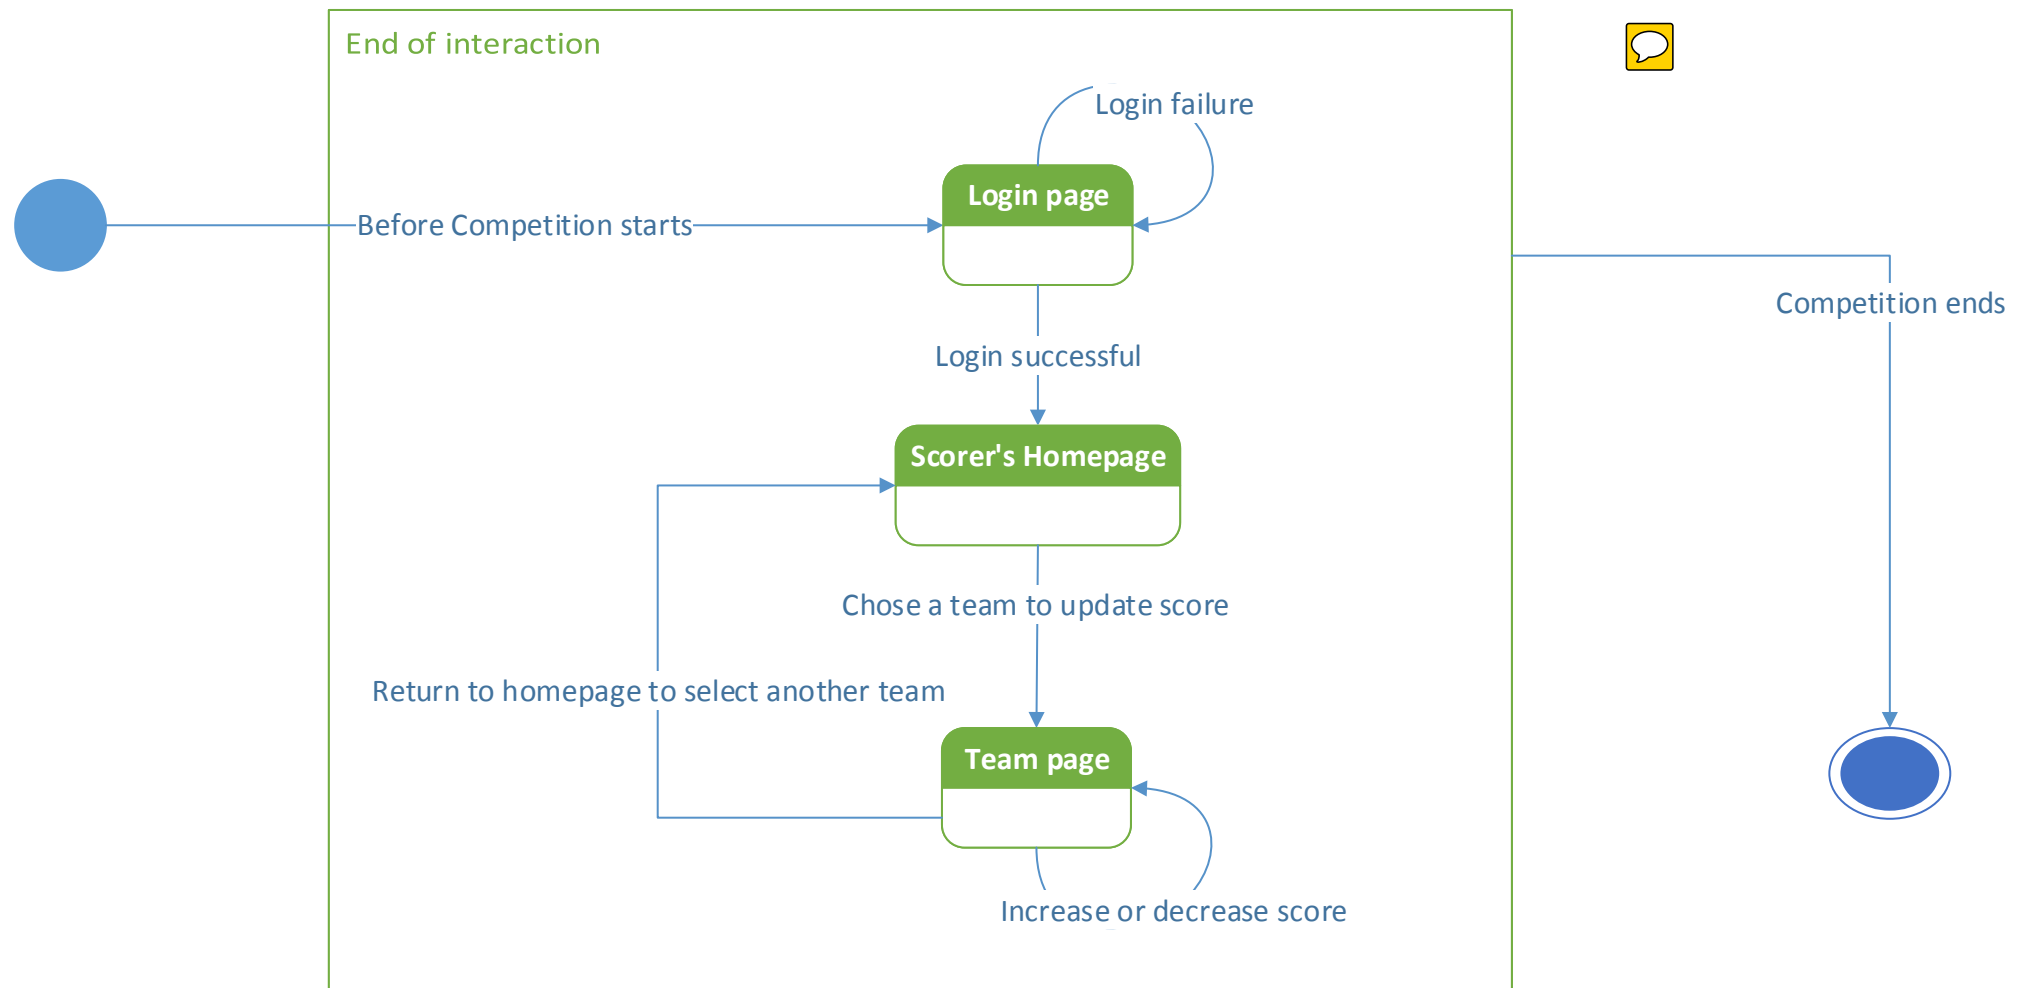 End of interaction
Login failure
Login page
Before Competition starts
Competition ends
Login successful
Scorer's Homepage
Chose a team to update score
Return to homepage to select another team
Team page
Increase or decrease score